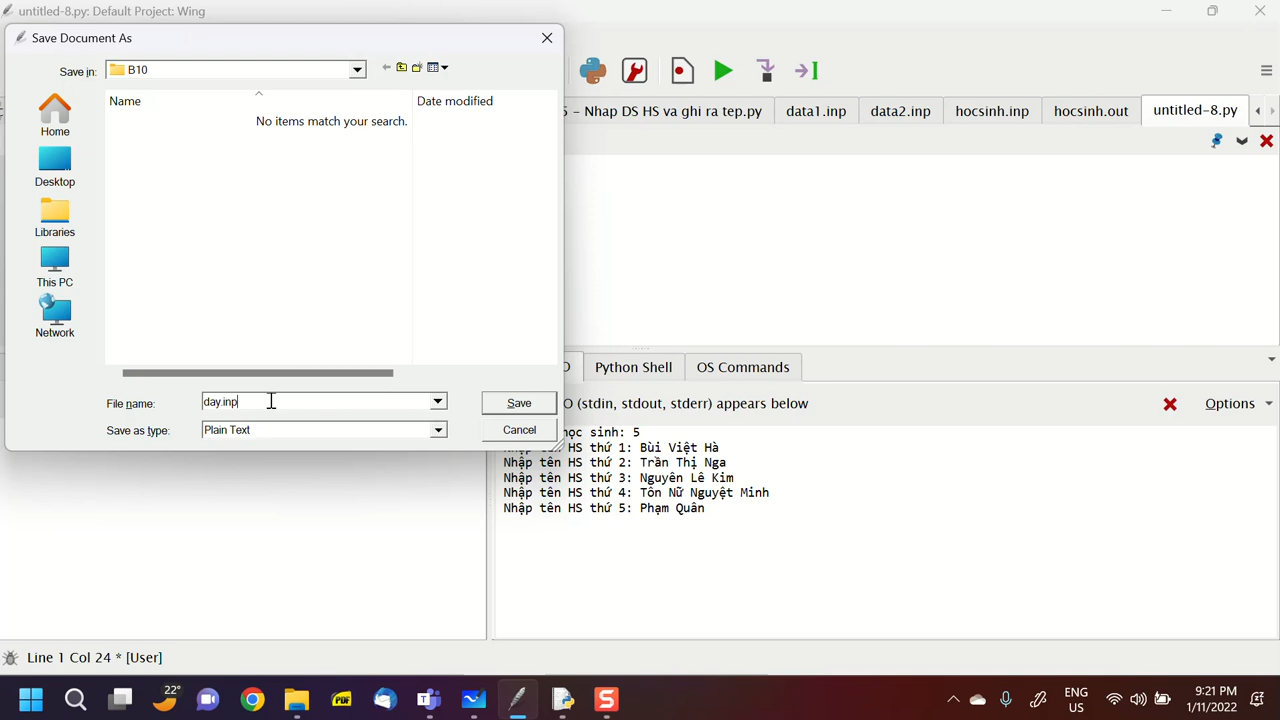 untitled-8.py: Default Project: Wing
Save Document As
Save in: B10
Name
Date modified
No items match your search.
Home
Desktop
Libraries
This PC
Network
File name: day.inp
Save
Save as type: Plain Text
Cancel
5 - Nhap DS HS va ghi ra tep.py
data1.inp
data2.inp
hocsinh.inp
hocsinh.out
untitled-8.py
Python Shell
OS Commands
(stdin, stdout, stderr) appears below
Options
học sinh: 5
Nhập tên HS thứ 1: Bùi Việt Hà
Nhập tên HS thứ 2: Trần Thị Nga
Nhập tên HS thứ 3: Nguyên Lê Kim
Nhập tên HS thứ 4: Tôn Nữ Nguyệt Minh
Nhập tên HS thứ 5: Phạm Quân
Line 1 Col 24 * [User]
22°
PDF
ENG
US
9:21 PM
1/11/2022